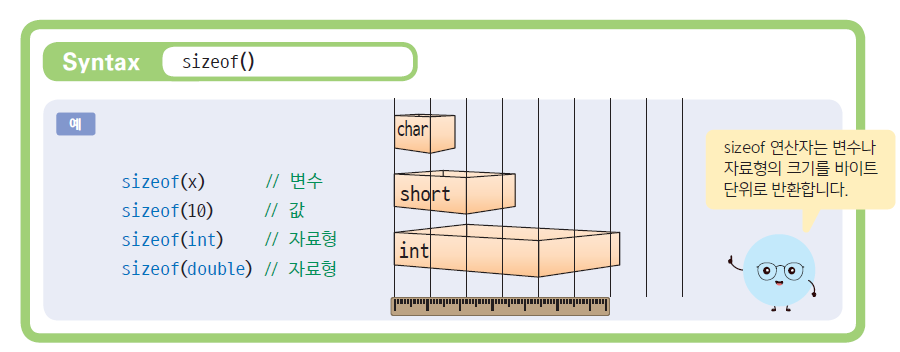 Syntax sizeof()
예
sizeof(x) // 변수
sizeof(10) // 값
sizeof(int) // 자료형
sizeof(double) // 자료형
char
short
int
sizeof 연산자는 변수나
자료형의 크기를 바이트
단위로 반환합니다.